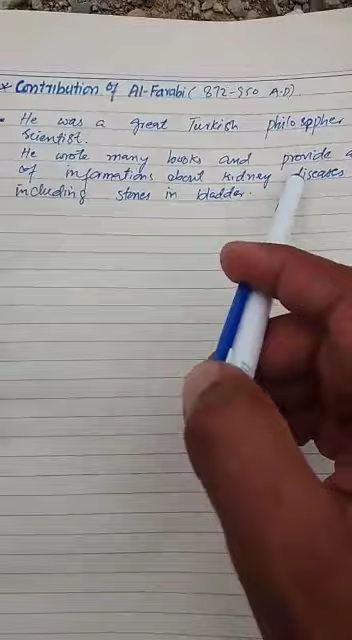 * Contribution of Al-Farabi (872-950 A.D)
• He was a great Turkish philospher
scientist.
He wrote many books and provide a
of informations about kidney diseases
including stones in bladder.